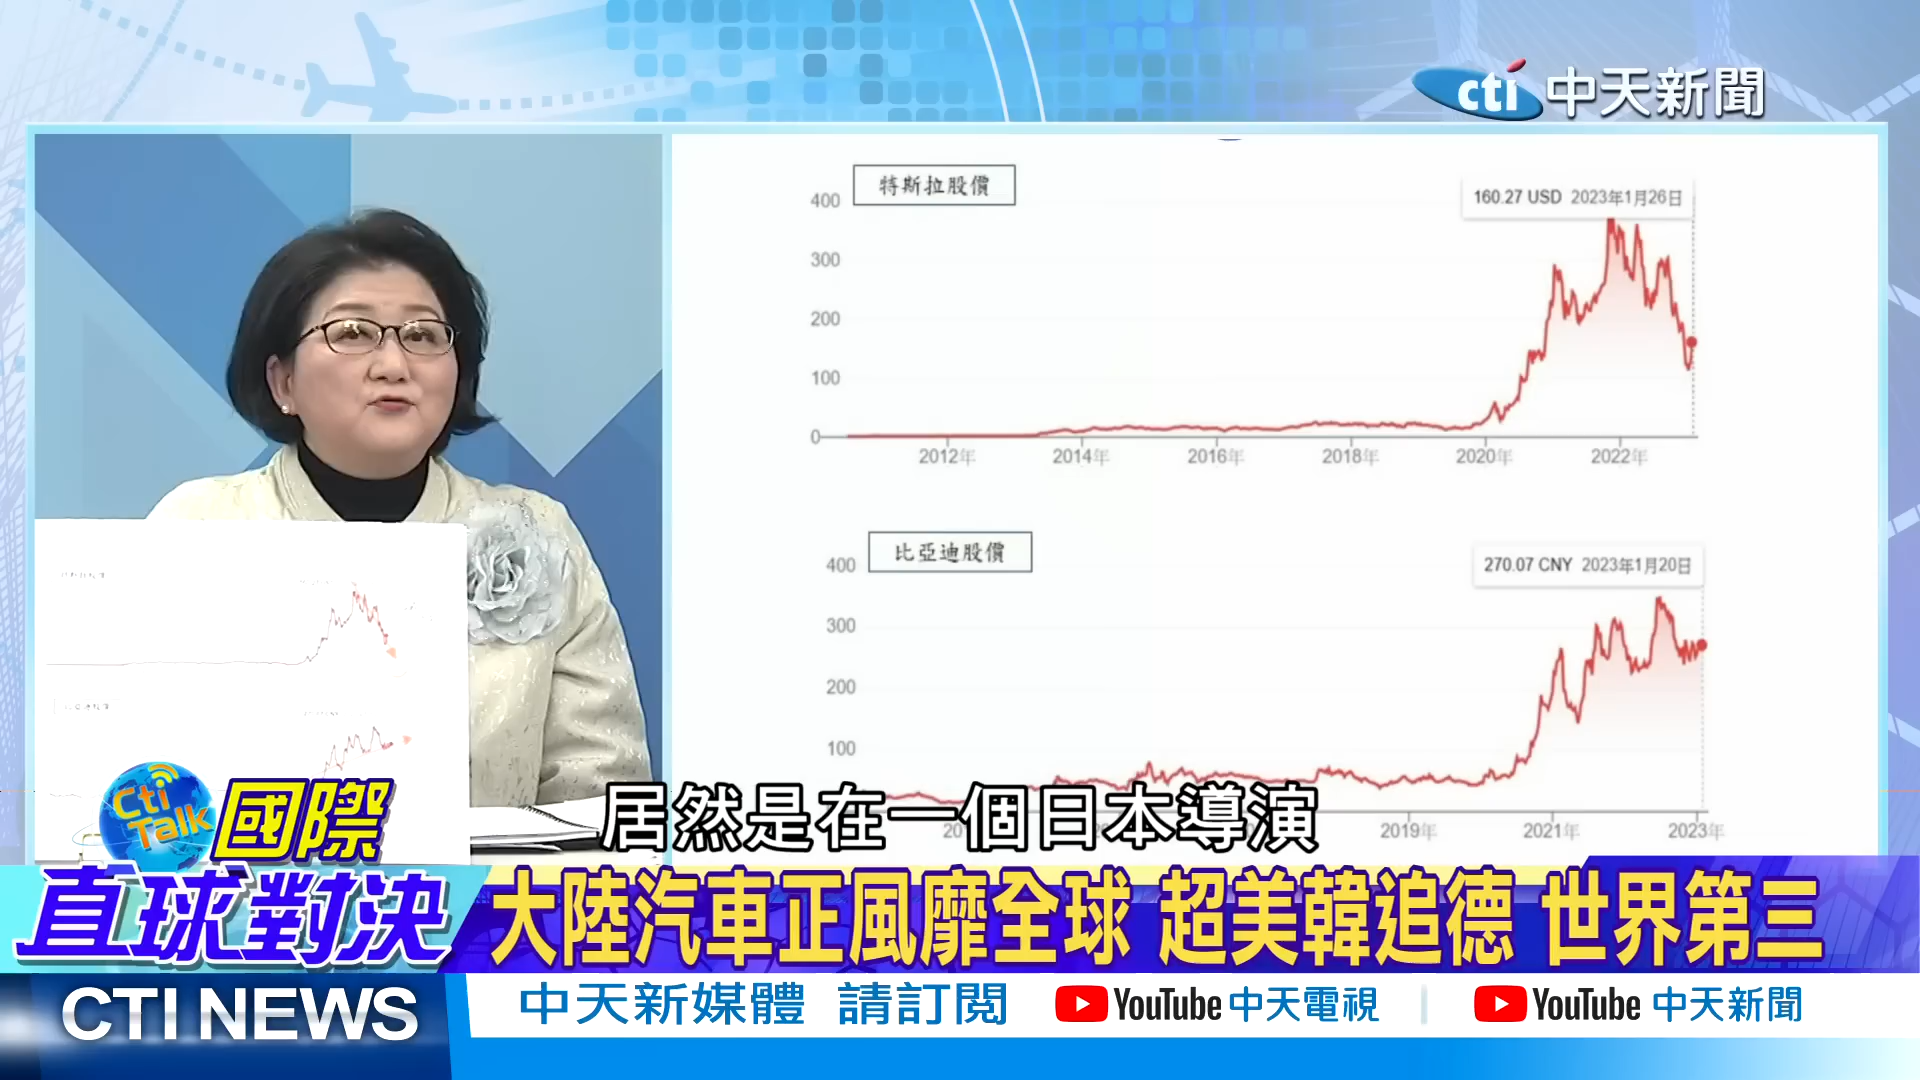 cti 中天新聞
特斯拉股價
160.27 USD 2023年1月26日
400
300
200
100
0
2012年 2014年 2016年 2018年 2020年 2022年
比亞迪股價
270.07 CNY 2023年1月20日
400
300
200
100
2019年 2021年 2023年
居然是在一個日本導演
Cti Talk 國際
直球對決
大陸汽車正風靡全球 超美韓追德 世界第三
CTI NEWS
中天新媒體 請訂閱 YouTube 中天電視 | YouTube 中天新聞